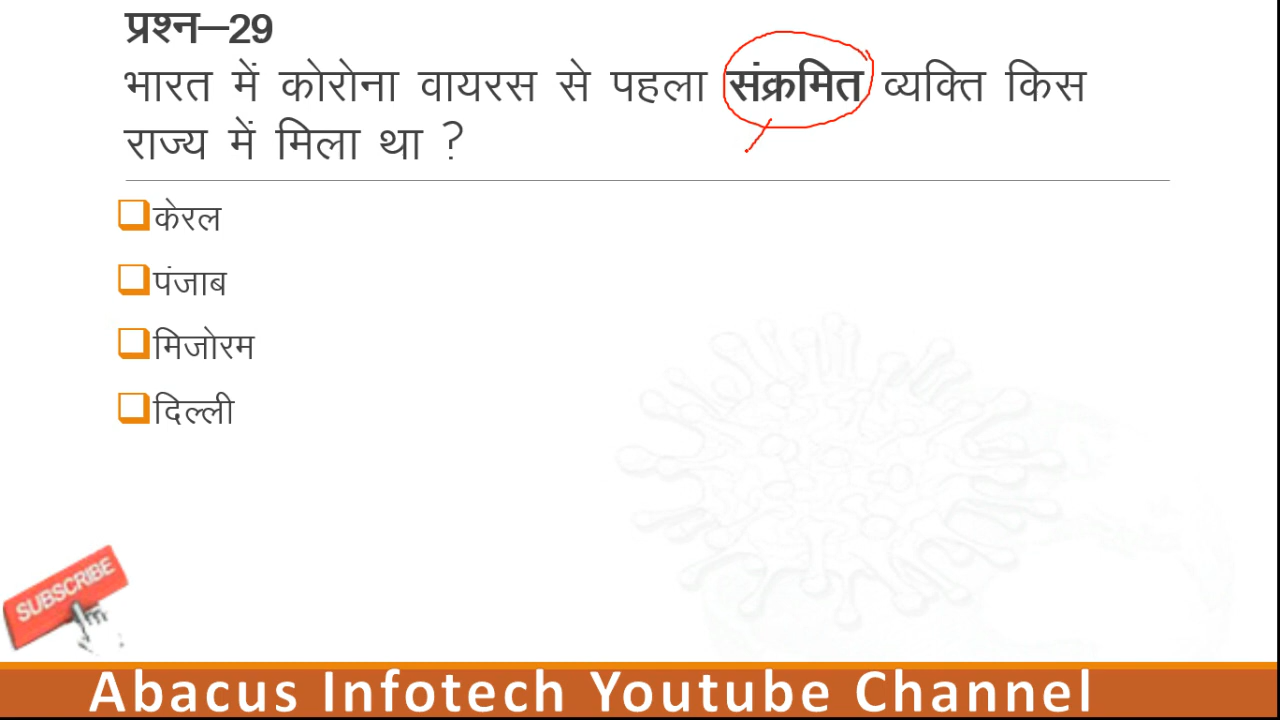 प्रश्न–29
भारत में कोरोना वायरस से पहला संक्रमित व्यक्ति किस
राज्य में मिला था ?
केरल
पंजाब
मिजोरम
दिल्ली
SUBSCRIBE
Abacus Infotech Youtube Channel